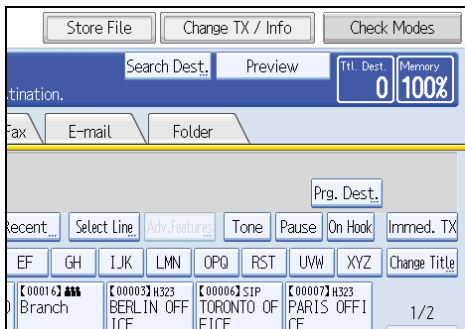 Store File Change TX / Info Check Modes
Search Dest. Preview Ttl. Dest. Memory
tination. 0 100%
Fax E-mail Folder
Prg. Dest.
Recent Select Line Adv.Features Tone Pause On Hook Immed. TX
EF GH IJK LMN OPQ RST UVW XYZ Change Title
【00016】 【00003】H323 【00006】SIP 【00007】H323
Branch BERLIN OFF TORONTO OF PARIS OFFI 1/2
ICE FICE CE